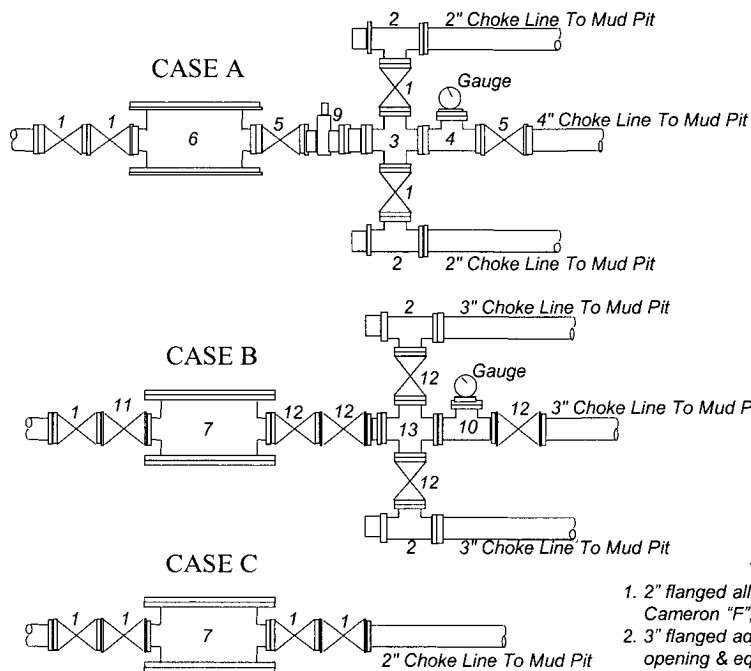 2
2" Choke Line To Mud Pit
CASE A
Gauge
1
1
1
5
9
5
4" Choke Line To Mud Pit
6
3
4
1
2
2" Choke Line To Mud Pit
2
3" Choke Line To Mud Pit
CASE B
Gauge
12
1
11
12
12
12
3" Choke Line To Mud P
7
13
10
12
2
3" Choke Line To Mud Pit
CASE C
1
1
1
1
7
2" Choke Line To Mud Pit
1. 2" flanged all
Cameron "F",
2. 3" flanged ad
opening & eq